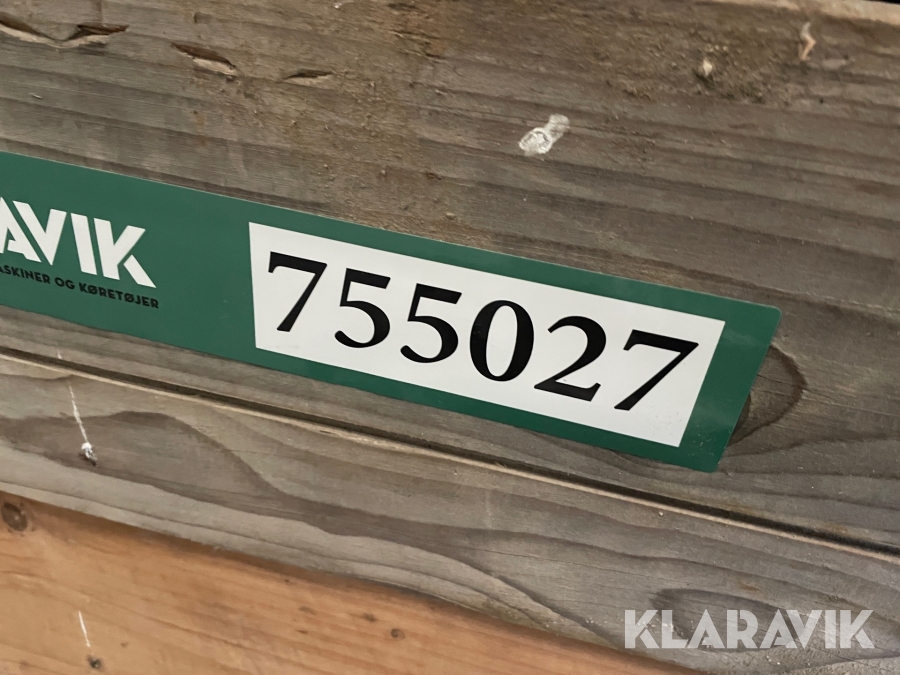 AVIK
ASKINER OG KØRETØJER
755027
KLARAVIK